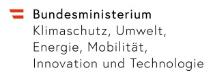 Bundesministerium
Klimaschutz, Umwelt,
Energie, Mobilität,
Innovation und Technologie